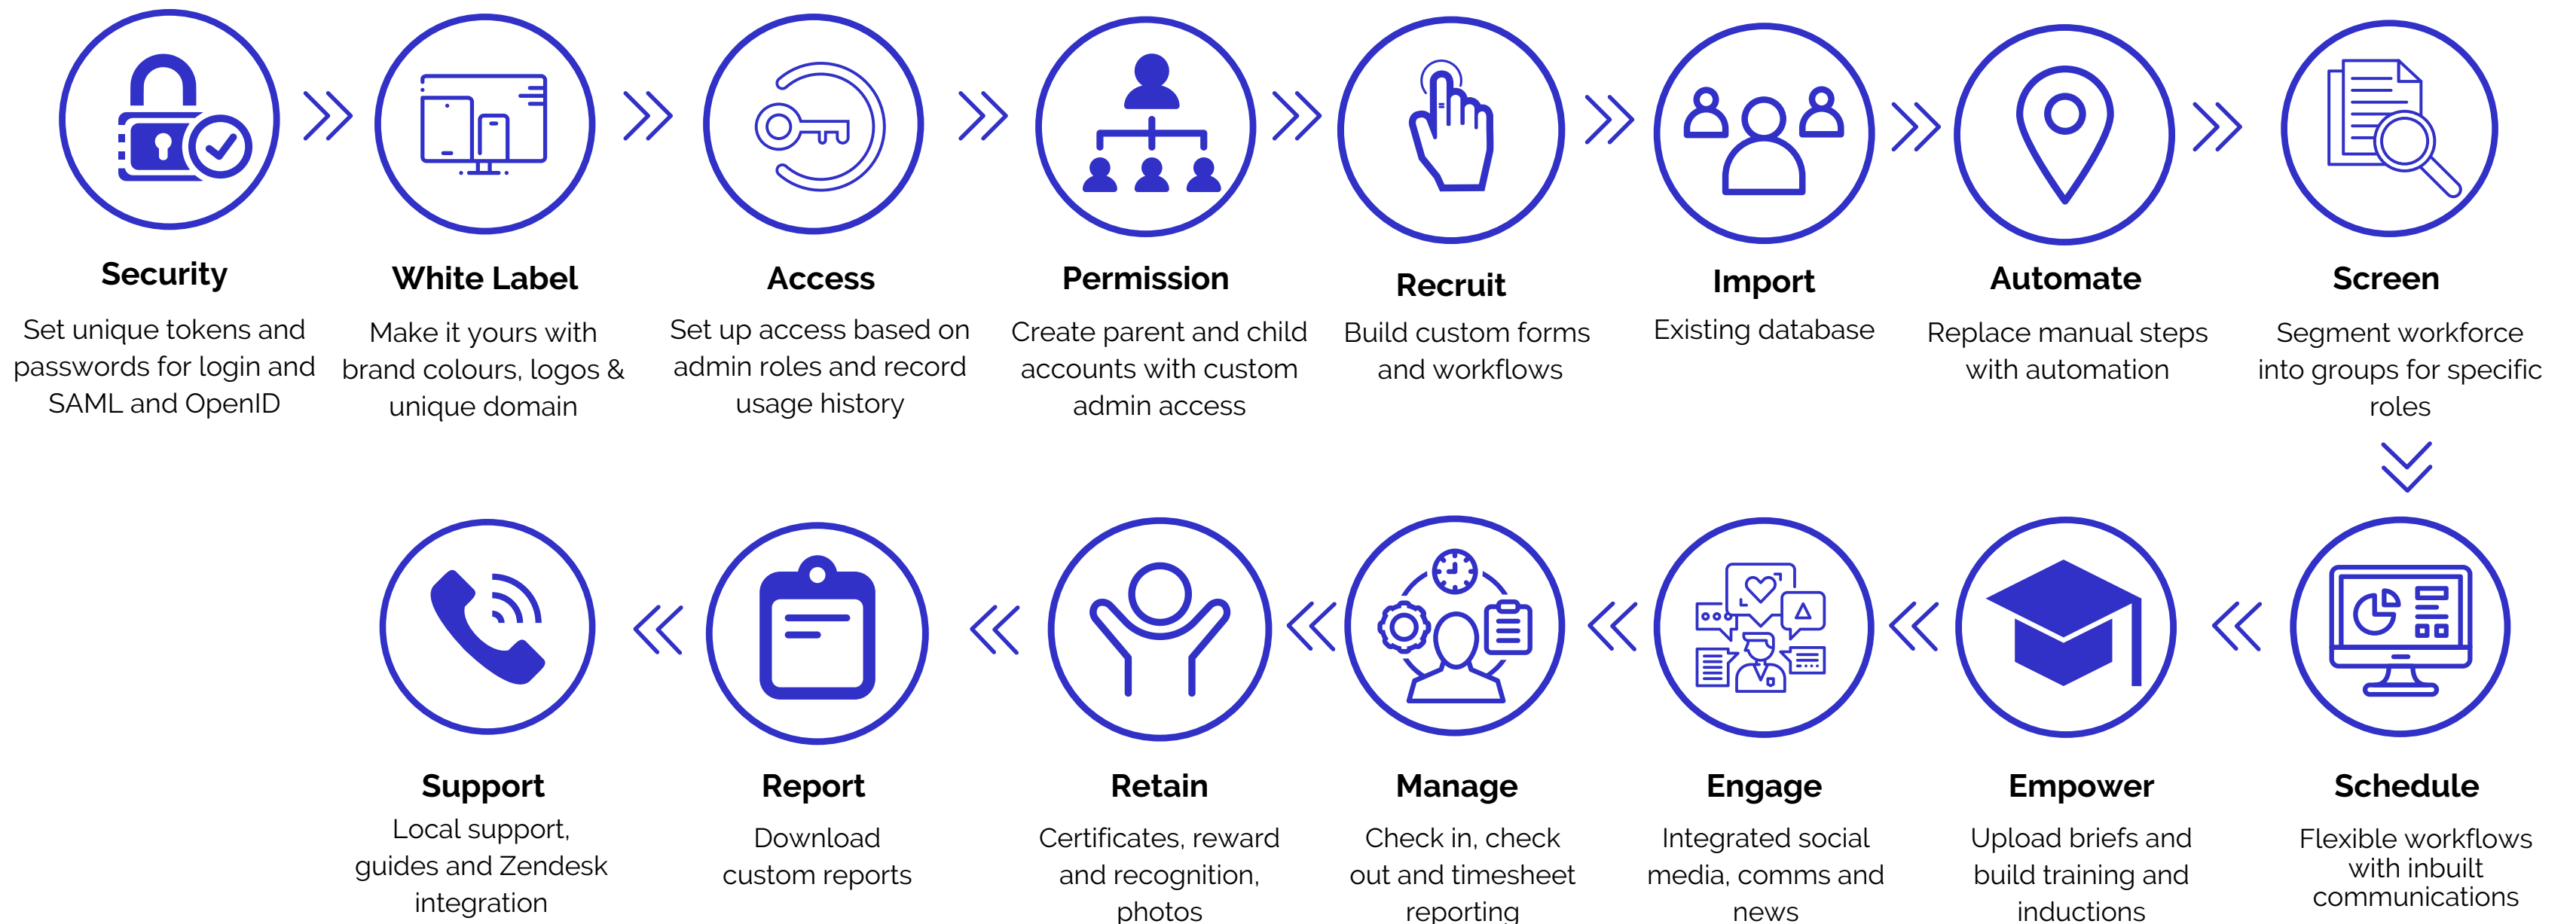 Security
Set unique tokens and
passwords for login and
SAML and OpenID
White Label
Make it yours with
brand colours, logos &
unique domain
Access
Set up access based on
admin roles and record
usage history
Permission
Create parent and child
accounts with custom
admin access
Recruit
Build custom forms
and workflows
Import
Existing database
Automate
Replace manual steps
with automation
Screen
Segment workforce
into groups for specific
roles
Support
Local support,
guides and Zendesk
integration
Report
Download
custom reports
Retain
Certificates, reward
and recognition,
photos
Manage
Check in, check
out and timesheet
reporting
Engage
Integrated social
media, comms and
news
Empower
Upload briefs and
build training and
inductions
Schedule
Flexible workflows
with inbuilt
communications